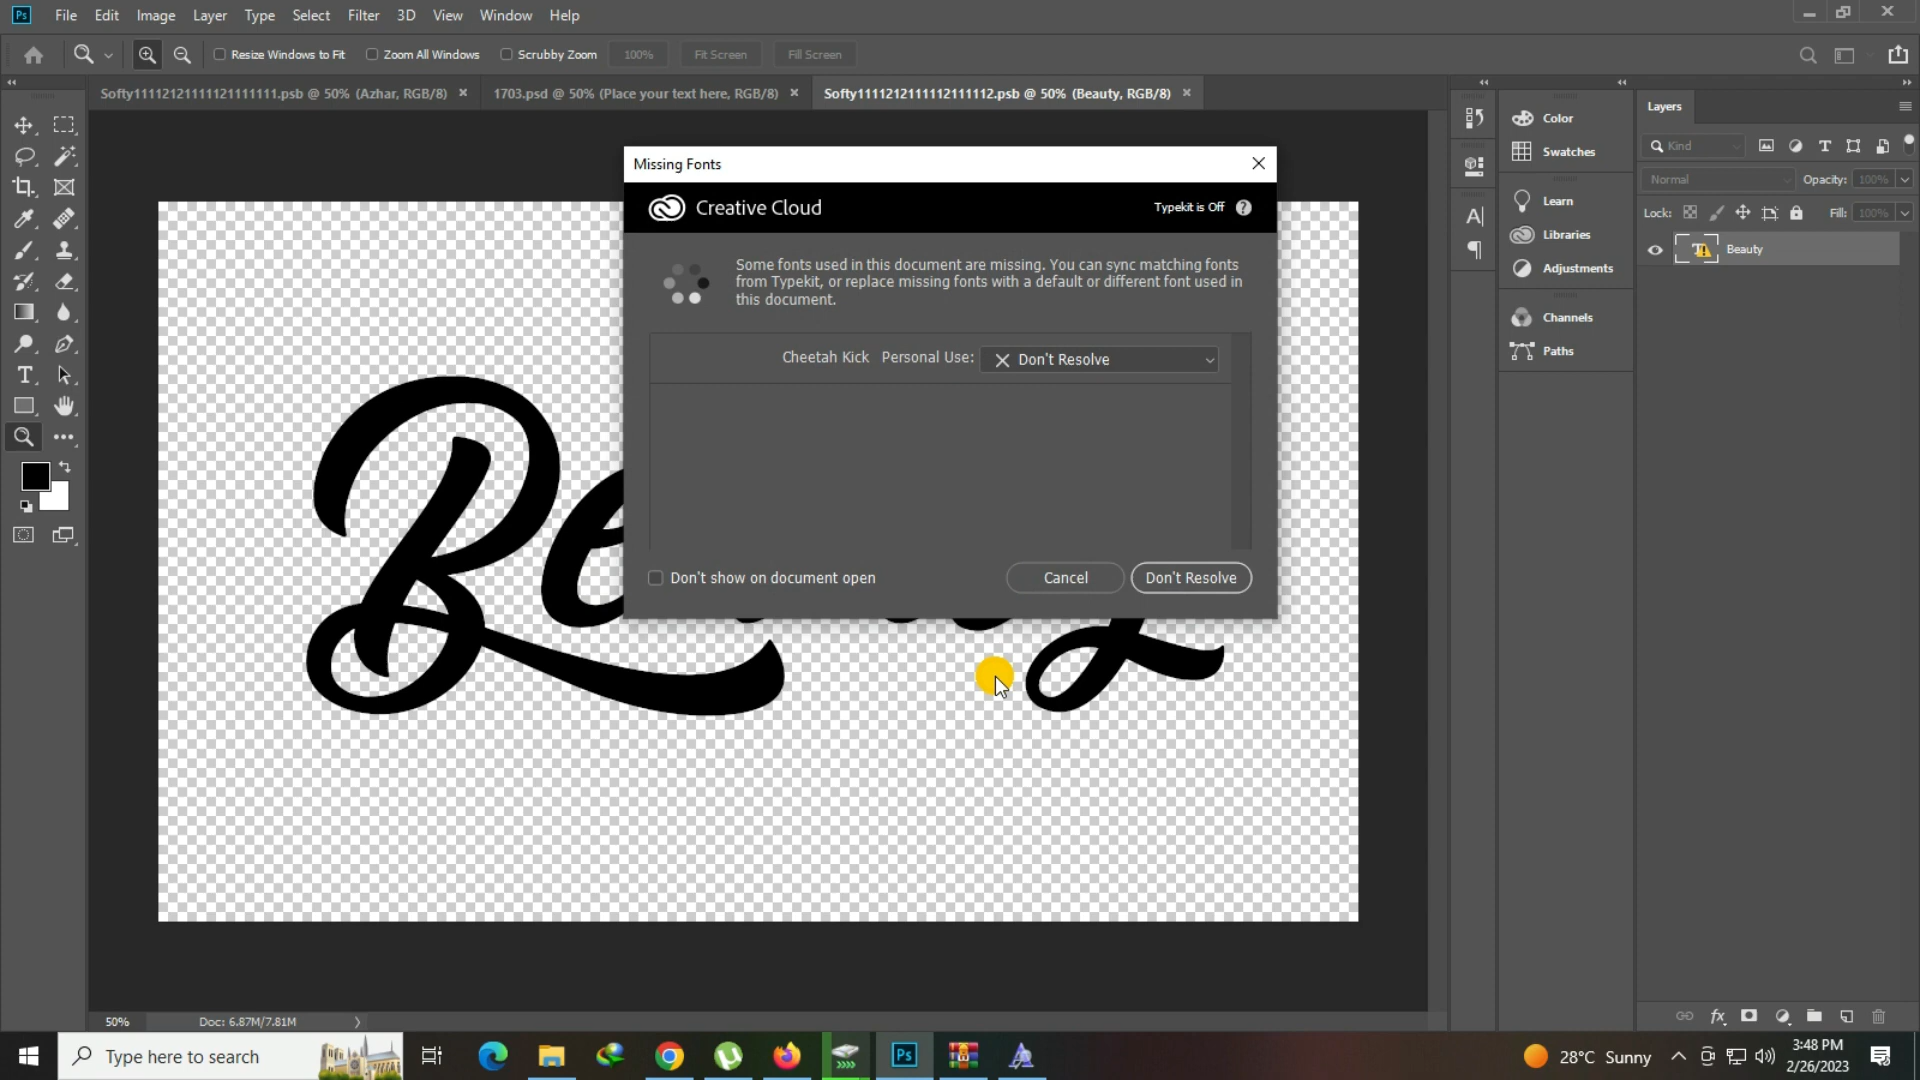 Ps File Edit Image Layer Type Select Filter 3D View Window Help
Resize Windows to Fit Zoom All Windows Scrubby Zoom 100% Fit Screen Fill Screen
Softy11112121111121111111.psb @ 50% (Azhar, RGB/8) × 1703.psd @ 50% (Place your text here, RGB/8) × Softy1111212111112111112.psb @ 50% (Beauty, RGB/8) ×
Missing Fonts
Creative Cloud
Typekit is Off ?
Some fonts used in this document are missing. You can sync matching fonts
from Typekit, or replace missing fonts with a default or different font used in
this document.
Cheetah Kick Personal Use: Don't Resolve
Don't show on document open
Cancel
Don't Resolve
Color
Swatches
Learn
Libraries
Adjustments
Channels
Paths
Layers
Kind
Normal Opacity: 100%
Lock: Fill: 100%
Beauty
50% Doc: 6.87M/7.81M
Type here to search
Ps
28°C Sunny
3:48 PM
2/26/2023